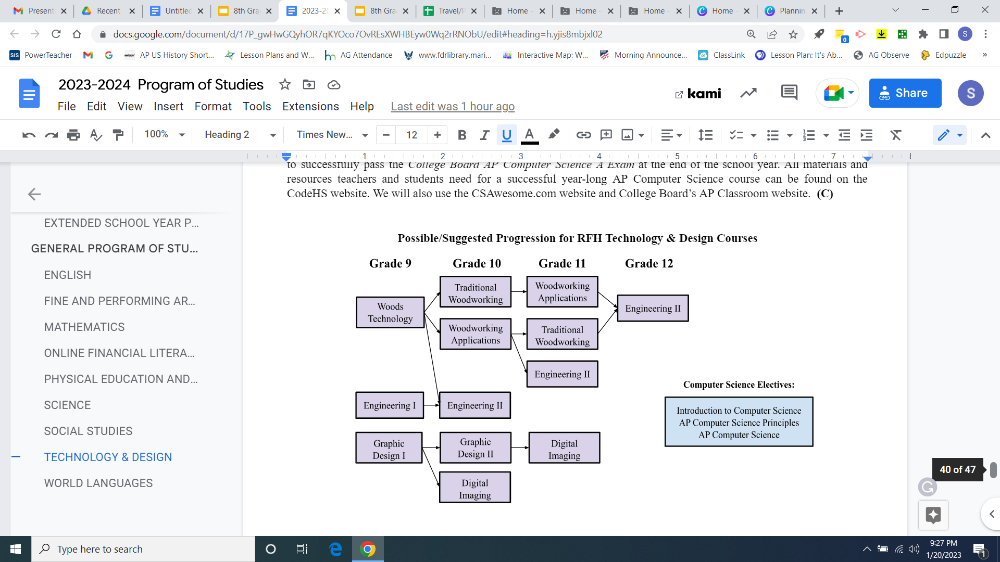 Present
Recent
Untitled
8th Gra
2023-20
8th Gra
Travel/P
Home -
Home -
Home -
Home -
Plannin
docs.google.com/document/d/17P_gwHwGQyhOR7qKYOco7OvREsXWHBEyw0Wq2rRNObU/edit#heading=h.yjis8mbjxl02
0
S
SIS PowerTeacher
AP US History Short...
Lesson Plans and W...
AG Attendance
www.fdrlibrary.mari...
Interactive Map: W...
Morning Announce...
ClassLink
Lesson Plan: It's Ab...
AG Observe
Edpuzzle
»
2023-2024 Program of Studies
kami
Share
S
File Edit View Insert Format Tools Extensions Help Last edit was 1 hour ago
100% Heading 2 Times New... 12 B I U A
1 2 3 4 5 6 7
to successfully pass the College Board AP Computer Science A Exam at the end of the school year. All materials and
resources teachers and students need for a successful year-long AP Computer Science course can be found on the
CodeHS website. We will also use the CSAwesome.com website and College Board's AP Classroom website. (C)
EXTENDED SCHOOL YEAR P...
GENERAL PROGRAM OF STU...
ENGLISH
FINE AND PERFORMING AR...
MATHEMATICS
ONLINE FINANCIAL LITERA...
PHYSICAL EDUCATION AND...
SCIENCE
SOCIAL STUDIES
TECHNOLOGY & DESIGN
WORLD LANGUAGES
Possible/Suggested Progression for RFH Technology & Design Courses
Grade 9 Grade 10 Grade 11 Grade 12
Woods
Technology
Traditional
Woodworking
Woodworking
Applications
Engineering II
Woodworking
Applications
Traditional
Woodworking
Engineering II
Engineering I
Engineering II
Graphic
Design I
Graphic
Design II
Digital
Imaging
Digital
Imaging
Computer Science Electives:
Introduction to Computer Science
AP Computer Science Principles
AP Computer Science
40 of 47
Type here to search
9:27 PM
1/20/2023
1